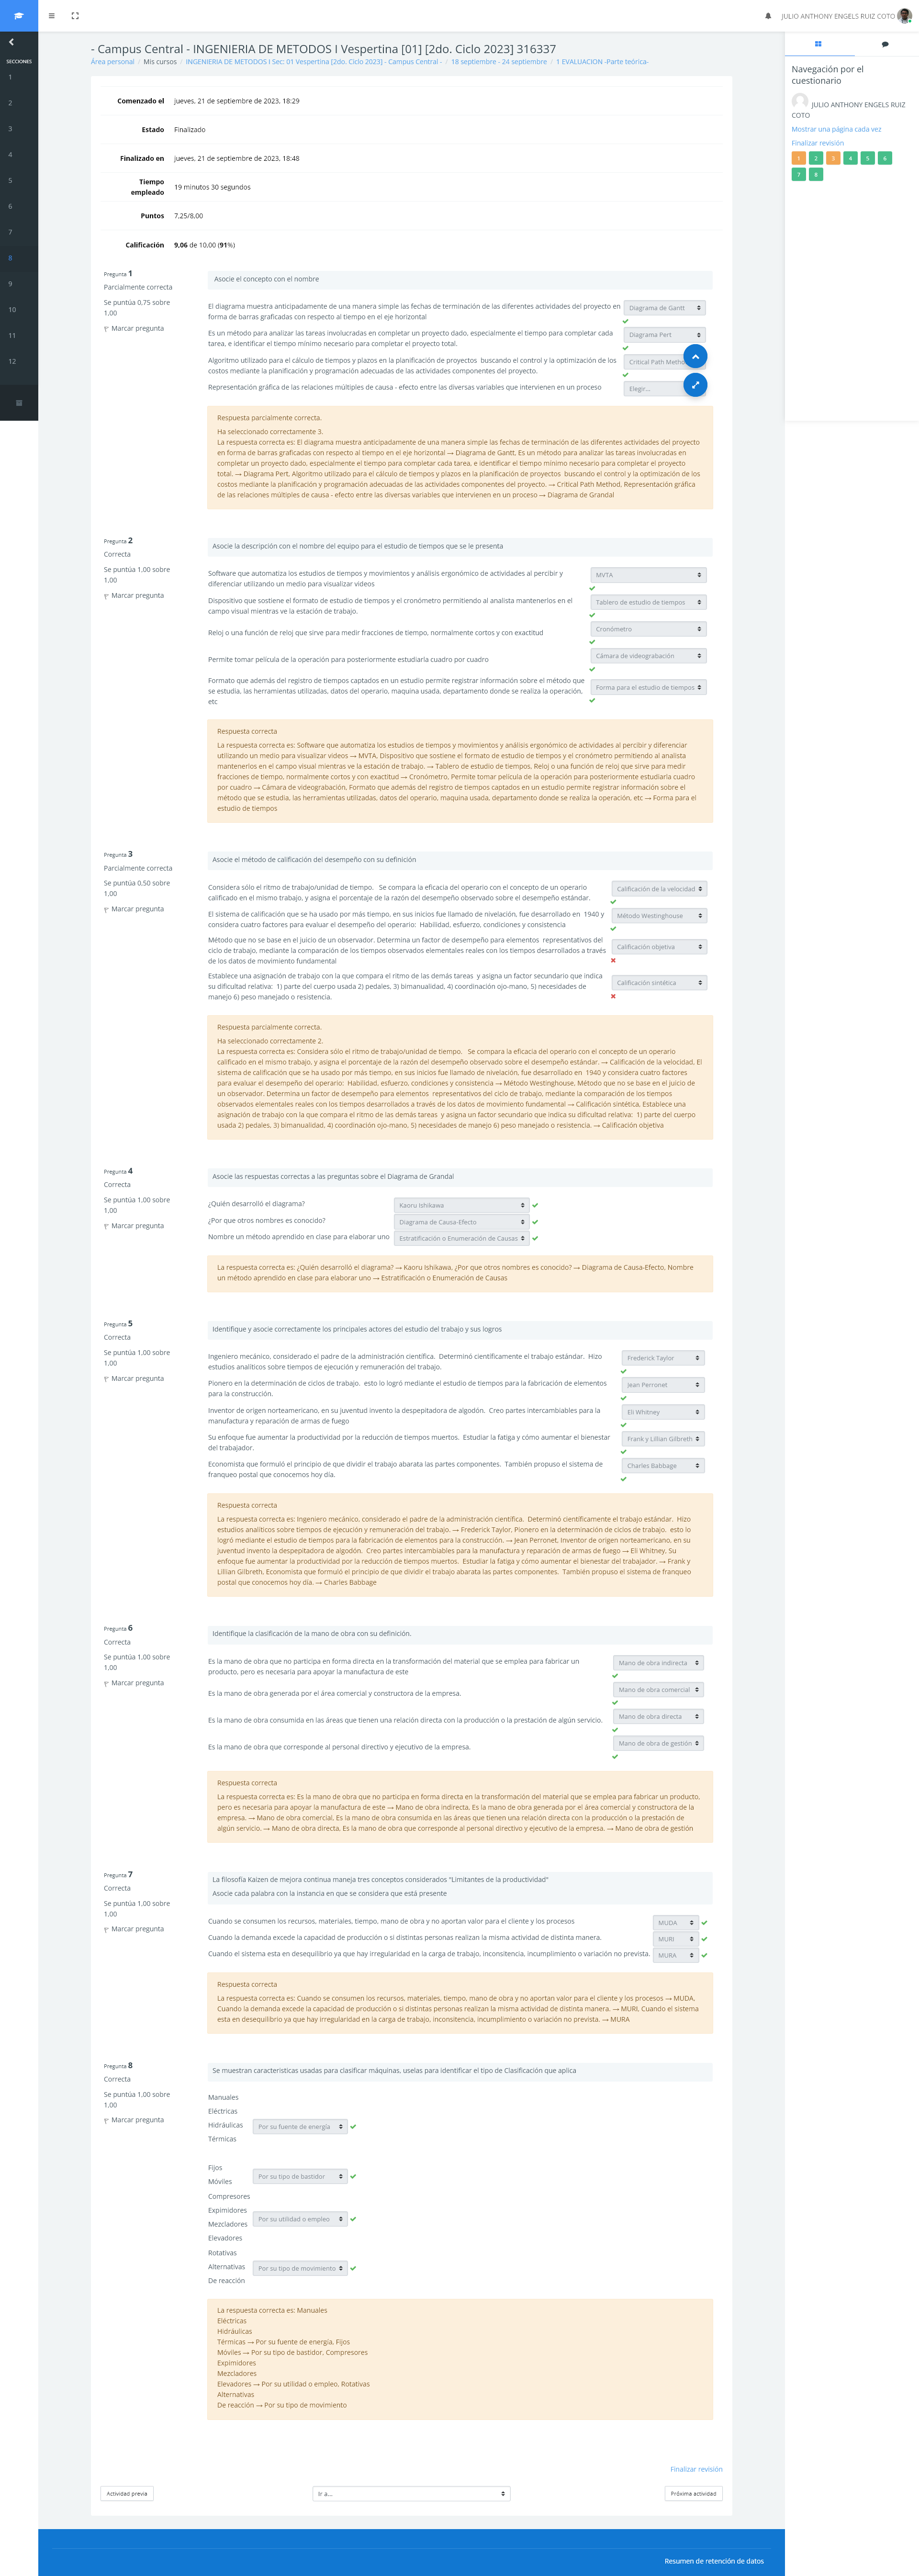 JULIO ANTHONY ENGELS RUIZ COTO
SECCIONES
1
2
3
4
5
6
7
8
9
10
11
12
- Campus Central - INGENIERIA DE METODOS I Vespertina [01] [2do. Ciclo 2023] 316337
Área personal / Mis cursos / INGENIERIA DE METODOS I Sec: 01 Vespertina [2do. Ciclo 2023] - Campus Central - / 18 septiembre - 24 septiembre / 1 EVALUACION -Parte teórica-
Comenzado el jueves, 21 de septiembre de 2023, 18:29
Estado Finalizado
Finalizado en jueves, 21 de septiembre de 2023, 18:48
Tiempo
empleado
19 minutos 30 segundos
Puntos 7,25/8,00
Calificación 9,06 de 10,00 (91%)
Pregunta 1
Parcialmente correcta
Se puntúa 0,75 sobre
1,00
Marcar pregunta
Asocie el concepto con el nombre
El diagrama muestra anticipadamente de una manera simple las fechas de terminación de las diferentes actividades del proyecto en
forma de barras graficadas con respecto al tiempo en el eje horizontal
Diagrama de Gantt
Es un método para analizar las tareas involucradas en completar un proyecto dado, especialmente el tiempo para completar cada
tarea, e identificar el tiempo mínimo necesario para completar el proyecto total.
Diagrama Pert
Algoritmo utilizado para el cálculo de tiempos y plazos en la planificación de proyectos buscando el control y la optimización de los
costos mediante la planificación y programación adecuadas de las actividades componentes del proyecto.
Critical Path Metho
Representación gráfica de las relaciones múltiples de causa - efecto entre las diversas variables que intervienen en un proceso
Elegir...
Respuesta parcialmente correcta.
Ha seleccionado correctamente 3.
La respuesta correcta es: El diagrama muestra anticipadamente de una manera simple las fechas de terminación de las diferentes actividades del proyecto
en forma de barras graficadas con respecto al tiempo en el eje horizontal → Diagrama de Gantt, Es un método para analizar las tareas involucradas en
completar un proyecto dado, especialmente el tiempo para completar cada tarea, e identificar el tiempo mínimo necesario para completar el proyecto
total. → Diagrama Pert, Algoritmo utilizado para el cálculo de tiempos y plazos en la planificación de proyectos buscando el control y la optimización de los
costos mediante la planificación y programación adecuadas de las actividades componentes del proyecto. → Critical Path Method, Representación gráfica
de las relaciones múltiples de causa - efecto entre las diversas variables que intervienen en un proceso → Diagrama de Grandal
Pregunta 2
Correcta
Se puntúa 1,00 sobre
1,00
Marcar pregunta
Asocie la descripción con el nombre del equipo para el estudio de tiempos que se le presenta
Software que automatiza los estudios de tiempos y movimientos y análisis ergonómico de actividades al percibir y
diferenciar utilizando un medio para visualizar videos
MVTA
Dispositivo que sostiene el formato de estudio de tiempos y el cronómetro permitiendo al analista mantenerlos en el
campo visual mientras ve la estación de trabajo.
Tablero de estudio de tiempos
Reloj o una función de reloj que sirve para medir fracciones de tiempo, normalmente cortos y con exactitud
Cronómetro
Permite tomar película de la operación para posteriormente estudiarla cuadro por cuadro
Cámara de videograbación
Formato que además del registro de tiempos captados en un estudio permite registrar información sobre el método que
se estudia, las herramientas utilizadas, datos del operario, maquina usada, departamento donde se realiza la operación,
etc
Forma para el estudio de tiempos
Respuesta correcta
La respuesta correcta es: Software que automatiza los estudios de tiempos y movimientos y análisis ergonómico de actividades al percibir y diferenciar
utilizando un medio para visualizar videos → MVTA, Dispositivo que sostiene el formato de estudio de tiempos y el cronómetro permitiendo al analista
mantenerlos en el campo visual mientras ve la estación de trabajo. → Tablero de estudio de tiempos, Reloj o una función de reloj que sirve para medir
fracciones de tiempo, normalmente cortos y con exactitud → Cronómetro, Permite tomar película de la operación para posteriormente estudiarla cuadro
por cuadro → Cámara de videograbación, Formato que además del registro de tiempos captados en un estudio permite registrar información sobre el
método que se estudia, las herramientas utilizadas, datos del operario, maquina usada, departamento donde se realiza la operación, etc → Forma para el
estudio de tiempos
Pregunta 3
Parcialmente correcta
Se puntúa 0,50 sobre
1,00
Marcar pregunta
Asocie el método de calificación del desempeño con su definición
Considera sólo el ritmo de trabajo/unidad de tiempo. Se compara la eficacia del operario con el concepto de un operario
calificado en el mismo trabajo, y asigna el porcentaje de la razón del desempeño observado sobre el desempeño estándar.
Calificación de la velocidad
El sistema de calificación que se ha usado por más tiempo, en sus inicios fue llamado de nivelación, fue desarrollado en 1940 y
considera cuatro factores para evaluar el desempeño del operario: Habilidad, esfuerzo, condiciones y consistencia
Método Westinghouse
Método que no se base en el juicio de un observador. Determina un factor de desempeño para elementos representativos del
ciclo de trabajo, mediante la comparación de los tiempos observados elementales reales con los tiempos desarrollados a través
de los datos de movimiento fundamental
Calificación objetiva
Establece una asignación de trabajo con la que compara el ritmo de las demás tareas y asigna un factor secundario que indica
su dificultad relativa: 1) parte del cuerpo usada 2) pedales, 3) bimanualidad, 4) coordinación ojo-mano, 5) necesidades de
manejo 6) peso manejado o resistencia.
Calificación sintética
Respuesta parcialmente correcta.
Ha seleccionado correctamente 2.
La respuesta correcta es: Considera sólo el ritmo de trabajo/unidad de tiempo. Se compara la eficacia del operario con el concepto de un operario
calificado en el mismo trabajo, y asigna el porcentaje de la razón del desempeño observado sobre el desempeño estándar. → Calificación de la velocidad, El
sistema de calificación que se ha usado por más tiempo, en sus inicios fue llamado de nivelación, fue desarrollado en 1940 y considera cuatro factores
para evaluar el desempeño del operario: Habilidad, esfuerzo, condiciones y consistencia → Método Westinghouse, Método que no se base en el juicio de
un observador. Determina un factor de desempeño para elementos representativos del ciclo de trabajo, mediante la comparación de los tiempos
observados elementales reales con los tiempos desarrollados a través de los datos de movimiento fundamental → Calificación sintética, Establece una
asignación de trabajo con la que compara el ritmo de las demás tareas y asigna un factor secundario que indica su dificultad relativa: 1) parte del cuerpo
usada 2) pedales, 3) bimanualidad, 4) coordinación ojo-mano, 5) necesidades de manejo 6) peso manejado o resistencia. → Calificación objetiva
Pregunta 4
Correcta
Se puntúa 1,00 sobre
1,00
Marcar pregunta
Asocie las respuestas correctas a las preguntas sobre el Diagrama de Grandal
¿Quién desarrolló el diagrama? Kaoru Ishikawa
¿Por que otros nombres es conocido? Diagrama de Causa-Efecto
Nombre un método aprendido en clase para elaborar uno Estratificación o Enumeración de Causas
La respuesta correcta es: ¿Quién desarrolló el diagrama? → Kaoru Ishikawa, ¿Por que otros nombres es conocido? → Diagrama de Causa-Efecto, Nombre
un método aprendido en clase para elaborar uno → Estratificación o Enumeración de Causas
Pregunta 5
Correcta
Se puntúa 1,00 sobre
1,00
Marcar pregunta
Identifique y asocie correctamente los principales actores del estudio del trabajo y sus logros
Ingeniero mecánico, considerado el padre de la administración científica. Determinó científicamente el trabajo estándar. Hizo
estudios analíticos sobre tiempos de ejecución y remuneración del trabajo.
Frederick Taylor
Pionero en la determinación de ciclos de trabajo. esto lo logró mediante el estudio de tiempos para la fabricación de elementos
para la construcción.
Jean Perronet
Inventor de origen norteamericano, en su juventud invento la despepitadora de algodón. Creo partes intercambiables para la
manufactura y reparación de armas de fuego
Eli Whitney
Su enfoque fue aumentar la productividad por la reducción de tiempos muertos. Estudiar la fatiga y cómo aumentar el bienestar
del trabajador.
Frank y Lillian Gilbreth
Economista que formuló el principio de que dividir el trabajo abarata las partes componentes. También propuso el sistema de
franqueo postal que conocemos hoy día.
Charles Babbage
Respuesta correcta
La respuesta correcta es: Ingeniero mecánico, considerado el padre de la administración científica. Determinó científicamente el trabajo estándar. Hizo
estudios analíticos sobre tiempos de ejecución y remuneración del trabajo. → Frederick Taylor, Pionero en la determinación de ciclos de trabajo. esto lo
logró mediante el estudio de tiempos para la fabricación de elementos para la construcción. → Jean Perronet, Inventor de origen norteamericano, en su
juventud invento la despepitadora de algodón. Creo partes intercambiables para la manufactura y reparación de armas de fuego → Eli Whitney, Su
enfoque fue aumentar la productividad por la reducción de tiempos muertos. Estudiar la fatiga y cómo aumentar el bienestar del trabajador. → Frank y
Lillian Gilbreth, Economista que formuló el principio de que dividir el trabajo abarata las partes componentes. También propuso el sistema de franqueo
postal que conocemos hoy día. → Charles Babbage
Pregunta 6
Correcta
Se puntúa 1,00 sobre
1,00
Marcar pregunta
Identifique la clasificación de la mano de obra con su definición.
Es la mano de obra que no participa en forma directa en la transformación del material que se emplea para fabricar un
producto, pero es necesaria para apoyar la manufactura de este
Mano de obra indirecta
Es la mano de obra generada por el área comercial y constructora de la empresa.
Mano de obra comercial
Es la mano de obra consumida en las áreas que tienen una relación directa con la producción o la prestación de algún servicio.
Mano de obra directa
Es la mano de obra que corresponde al personal directivo y ejecutivo de la empresa.
Mano de obra de gestión
Respuesta correcta
La respuesta correcta es: Es la mano de obra que no participa en forma directa en la transformación del material que se emplea para fabricar un producto,
pero es necesaria para apoyar la manufactura de este → Mano de obra indirecta, Es la mano de obra generada por el área comercial y constructora de la
empresa. → Mano de obra comercial, Es la mano de obra consumida en las áreas que tienen una relación directa con la producción o la prestación de
algún servicio. → Mano de obra directa, Es la mano de obra que corresponde al personal directivo y ejecutivo de la empresa. → Mano de obra de gestión
Pregunta 7
Correcta
Se puntúa 1,00 sobre
1,00
Marcar pregunta
La filosofía Kaizen de mejora continua maneja tres conceptos considerados "Limitantes de la productividad"
Asocie cada palabra con la instancia en que se considera que está presente
Cuando se consumen los recursos, materiales, tiempo, mano de obra y no aportan valor para el cliente y los procesos MUDA
Cuando la demanda excede la capacidad de producción o si distintas personas realizan la misma actividad de distinta manera. MURI
Cuando el sistema esta en desequilibrio ya que hay irregularidad en la carga de trabajo, inconsitencia, incumplimiento o variación no prevista. MURA
Respuesta correcta
La respuesta correcta es: Cuando se consumen los recursos, materiales, tiempo, mano de obra y no aportan valor para el cliente y los procesos → MUDA,
Cuando la demanda excede la capacidad de producción o si distintas personas realizan la misma actividad de distinta manera. → MURI, Cuando el sistema
esta en desequilibrio ya que hay irregularidad en la carga de trabajo, inconsitencia, incumplimiento o variación no prevista. → MURA
Pregunta 8
Correcta
Se puntúa 1,00 sobre
1,00
Marcar pregunta
Se muestran características usadas para clasificar máquinas, uselas para identificar el tipo de Clasificación que aplica
Manuales
Eléctricas
Hidráulicas
Térmicas
Por su fuente de energía
Fijos
Móviles
Por su tipo de bastidor
Compresores
Expimidores
Mezcladores
Elevadores
Por su utilidad o empleo
Rotativas
Alternativas
De reacción
Por su tipo de movimiento
La respuesta correcta es: Manuales
Eléctricas
Hidráulicas
Térmicas → Por su fuente de energía, Fijos
Móviles → Por su tipo de bastidor, Compresores
Expimidores
Mezcladores
Elevadores → Por su utilidad o empleo, Rotativas
Alternativas
De reacción → Por su tipo de movimiento
Finalizar revisión
Actividad previa
Ir a...
Próxima actividad
Resumen de retención de datos
Navegación por el
cuestionario
JULIO ANTHONY ENGELS RUIZ
COTO
Mostrar una página cada vez
Finalizar revisión
1 2 3 4 5 6
7 8